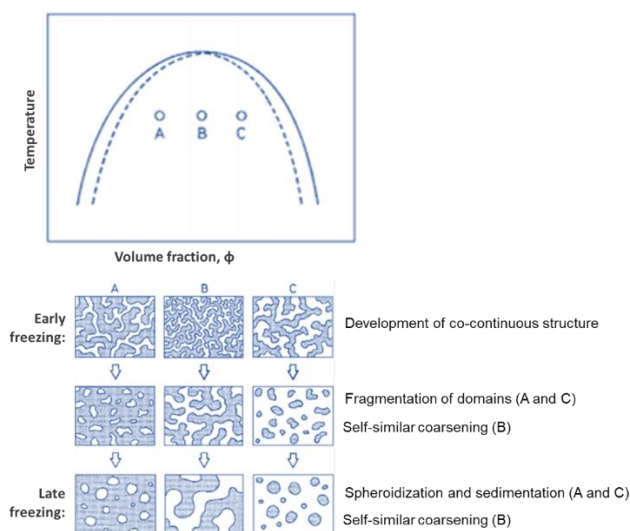 Temperature
A B C
Volume fraction, ϕ
A B C
Early
freezing:
Development of co-continuous structure
Fragmentation of domains (A and C)
Self-similar coarsening (B)
Late
freezing:
Spheroidization and sedimentation (A and C)
Self-similar coarsening (B)